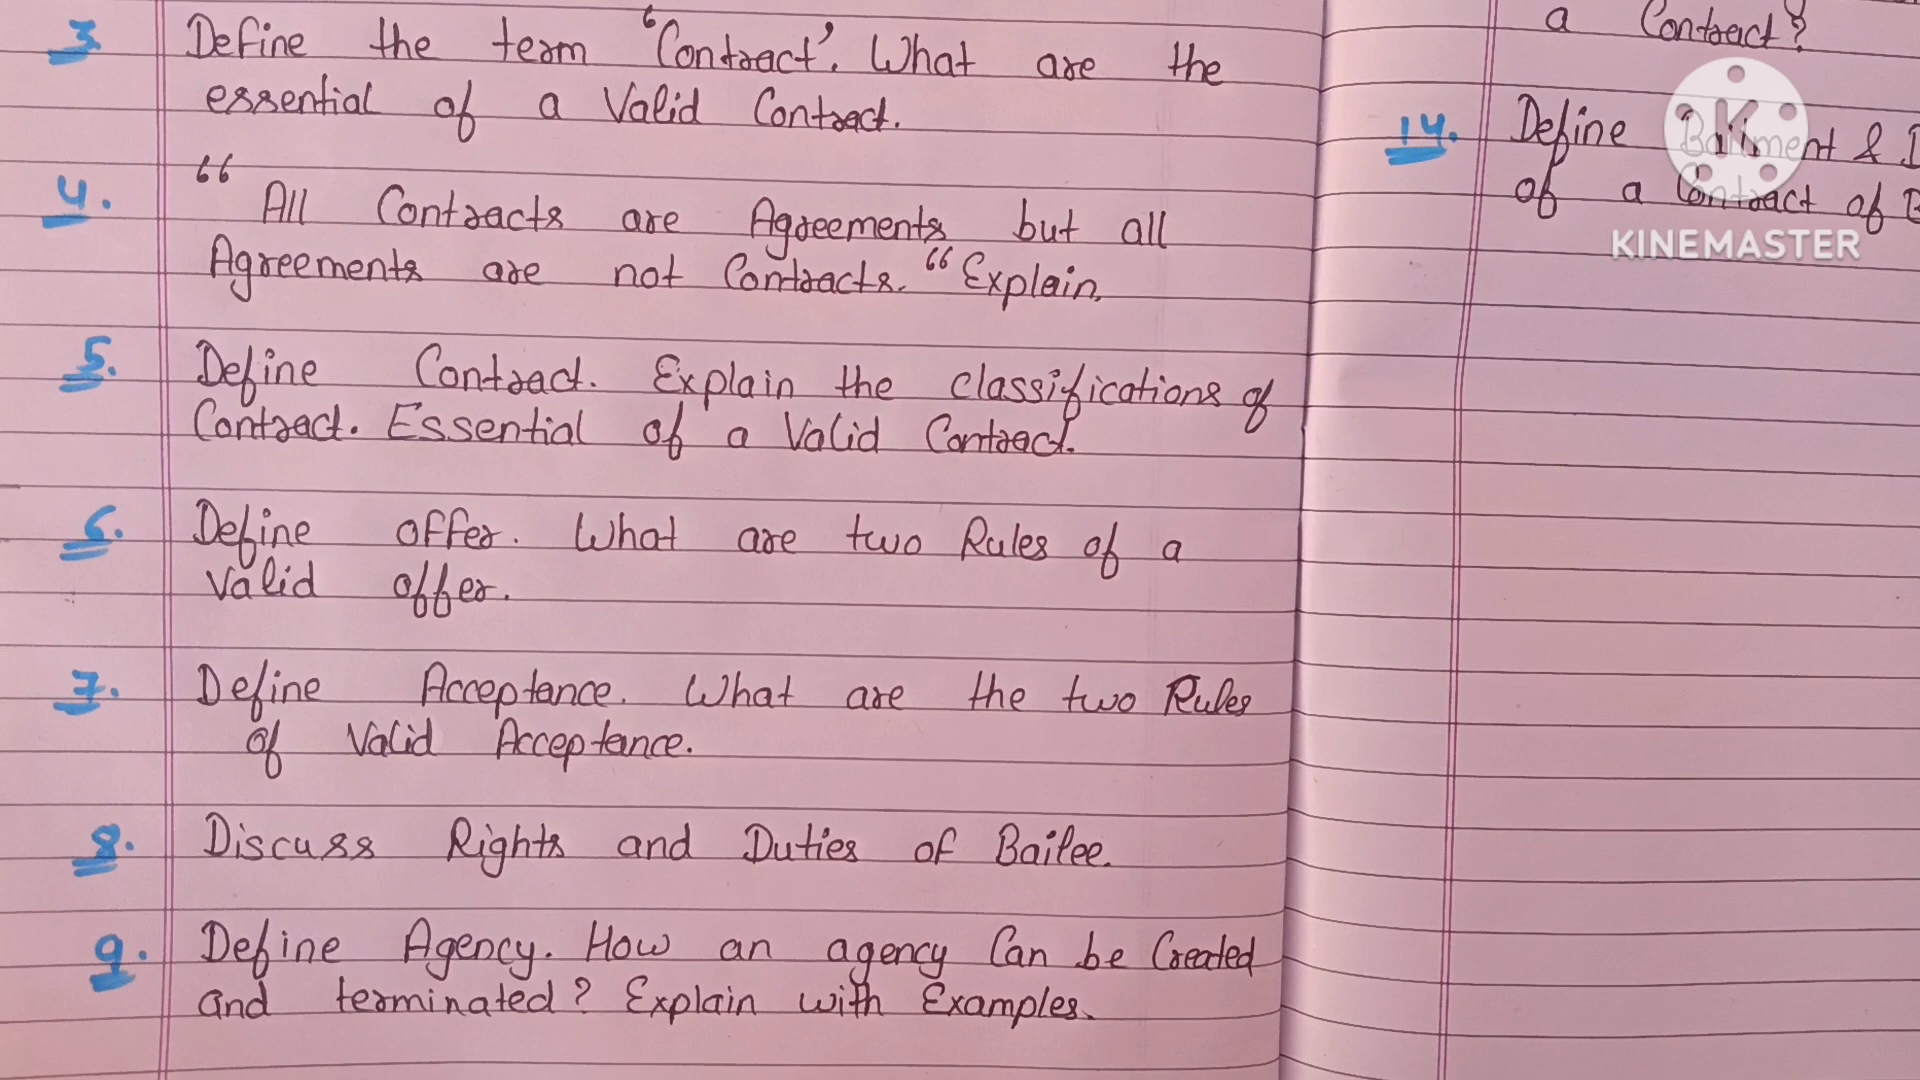 3 Define the term 'Contract'. What are the
essential of a Valid Contract.
4. “ All Contracts are Agreements but all
Agreements are not Contracts. “ Explain.
5. Define Contract. Explain the classifications of
Contract. Essential of a Valid Contract.
6. Define offer. What are two Rules of a
Valid offer.
7. Define Acceptance. What are the two Rules
of Valid Acceptance.
8. Discuss Rights and Duties of Bailee.
9. Define Agency. How an agency Can be Created
and terminated? Explain with Examples.
a Contract?
14. Define Bailment &
of a Contract of
K
KINEMASTER